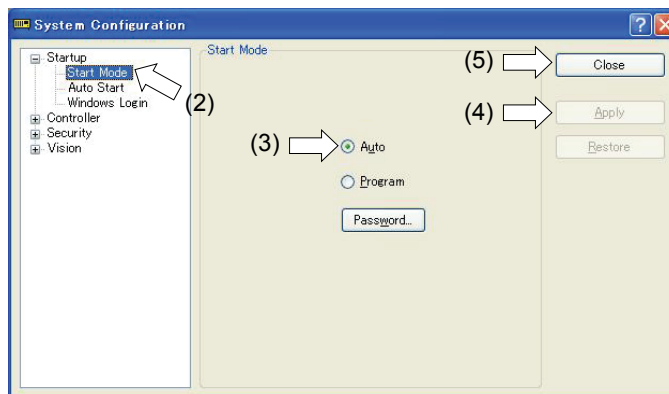 System Configuration
Startup
Start Mode
Auto Start
Windows Login
Controller
Security
Vision
(2)
Start Mode
(3)
Auto
Program
Password...
(5)
Close
(4)
Apply
Restore